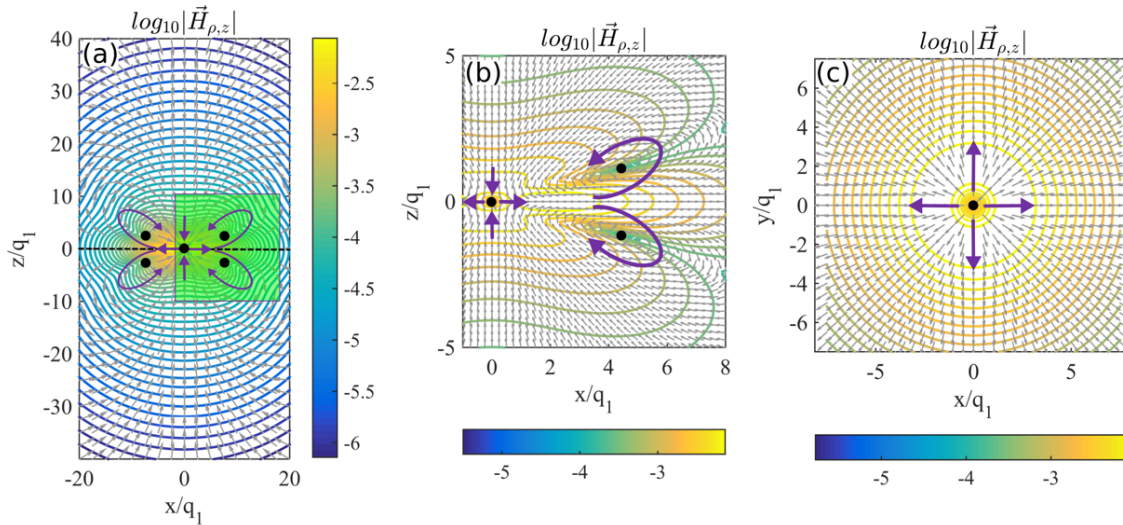 log10|H⃗ρ,z|
(a)
40
30
20
10
0
-10
-20
-30
-20 0 20
z/q1
x/q1
-2.5
-3
-3.5
-4
-4.5
-5
-5.5
-6
log10|H⃗ρ,z|
(b)
5
0
-5
0 2 4 6 8
z/q1
x/q1
-5 -4 -3
log10|H⃗ρ,z|
(c)
6
4
2
0
-2
-4
-6
-5 0 5
y/q1
x/q1
-5 -4 -3